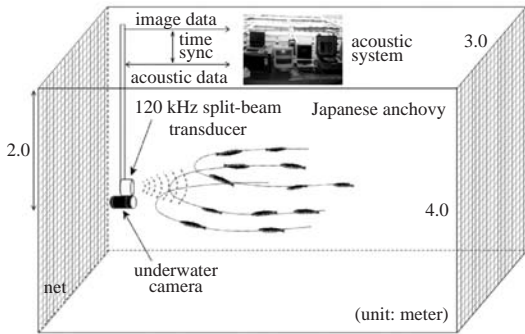 image data
time
sync
acoustic data
acoustic
system
3.0
120 kHz split-beam
transducer
Japanese anchovy
2.0
4.0
net
underwater
camera
(unit: meter)